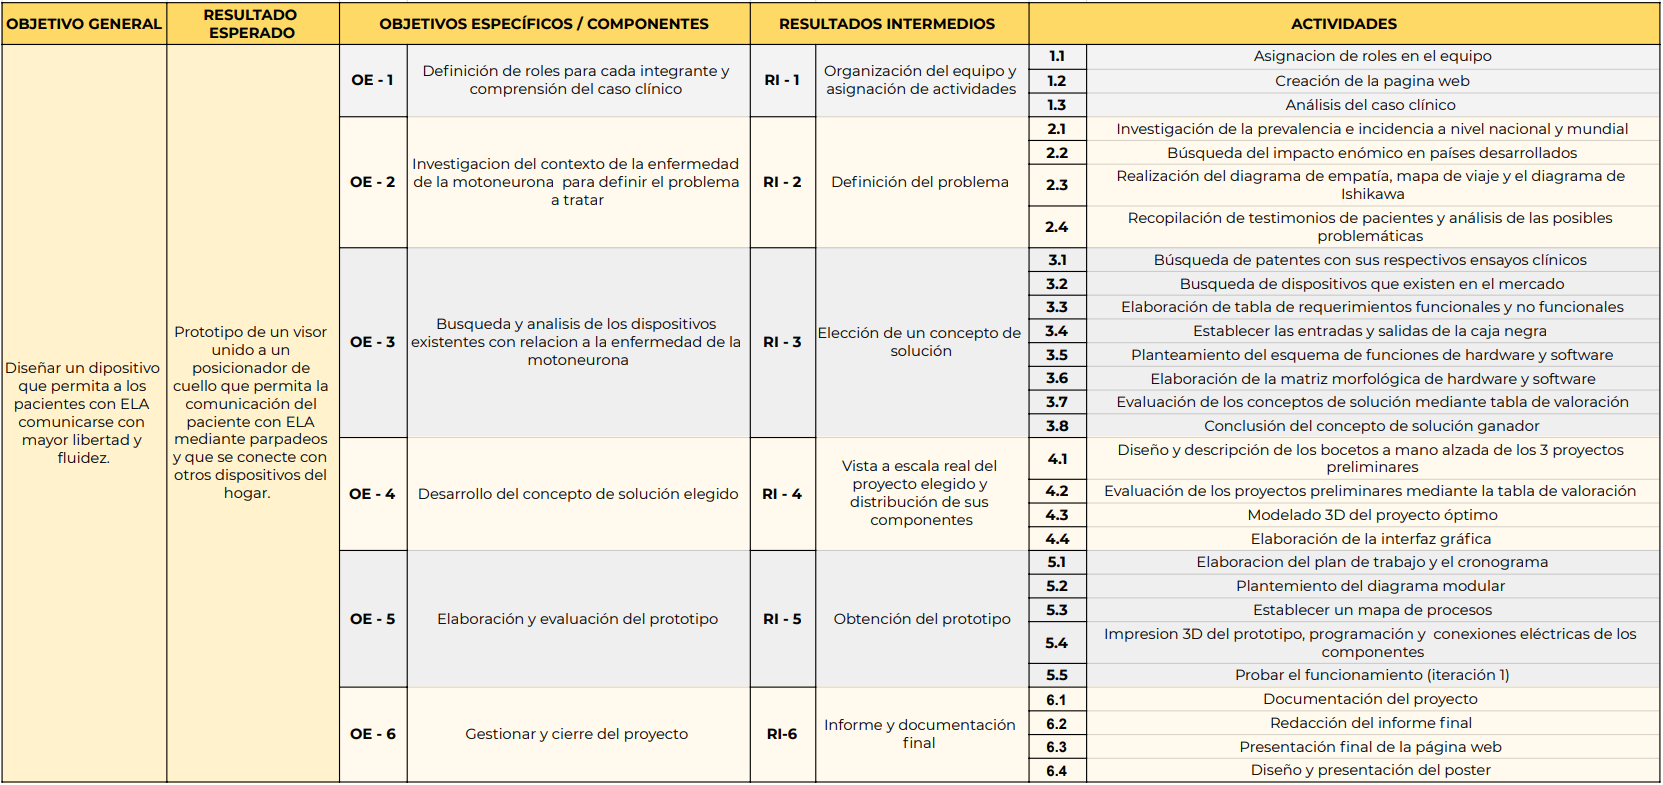 OBJETIVO GENERAL
RESULTADO
ESPERADO
OBJETIVOS ESPECÍFICOS / COMPONENTES
RESULTADOS INTERMEDIOS
ACTIVIDADES
Diseñar un dipositivo
que permita a los
pacientes con ELA
comunicarse con
mayor libertad y
fluidez.
Prototipo de un visor
unido a un
posicionador de
cuello que permita la
comunicación del
paciente con ELA
mediante parpadeos
y que se conecte con
otros dispositivos del
hogar.
OE - 1
Definición de roles para cada integrante y
comprensión del caso clínico
RI - 1
Organización del equipo y
asignación de actividades
1.1 Asignacion de roles en el equipo
1.2 Creación de la pagina web
1.3 Análisis del caso clínico
OE - 2
Investigacion del contexto de la enfermedad
de la motoneurona para definir el problema
a tratar
RI - 2
Definición del problema
2.1 Investigación de la prevalencia e incidencia a nivel nacional y mundial
2.2 Búsqueda del impacto enómico en países desarrollados
2.3 Realización del diagrama de empatía, mapa de viaje y el diagrama de
Ishikawa
2.4 Recopilación de testimonios de pacientes y análisis de las posibles
problemáticas
OE - 3
Busqueda y analisis de los dispositivos
existentes con relacion a la enfermedad de la
motoneurona
RI - 3
Elección de un concepto de
solución
3.1 Búsqueda de patentes con sus respectivos ensayos clínicos
3.2 Busqueda de dispositivos que existen en el mercado
3.3 Elaboración de tabla de requerimientos funcionales y no funcionales
3.4 Establecer las entradas y salidas de la caja negra
3.5 Planteamiento del esquema de funciones de hardware y software
3.6 Elaboración de la matriz morfológica de hardware y software
3.7 Evaluación de los conceptos de solución mediante tabla de valoración
3.8 Conclusión del concepto de solución ganador
OE - 4
Desarrollo del concepto de solución elegido
RI - 4
Vista a escala real del
proyecto elegido y
distribución de sus
componentes
4.1 Diseño y descripción de los bocetos a mano alzada de los 3 proyectos
preliminares
4.2 Evaluación de los proyectos preliminares mediante la tabla de valoración
4.3 Modelado 3D del proyecto óptimo
4.4 Elaboración de la interfaz gráfica
OE - 5
Elaboración y evaluación del prototipo
RI - 5
Obtención del prototipo
5.1 Elaboracion del plan de trabajo y el cronograma
5.2 Plantemiento del diagrama modular
5.3 Establecer un mapa de procesos
5.4 Impresion 3D del prototipo, programación y conexiones eléctricas de los
componentes
5.5 Probar el funcionamiento (iteración 1)
OE - 6
Gestionar y cierre del proyecto
RI-6
Informe y documentación
final
6.1 Documentación del proyecto
6.2 Redacción del informe final
6.3 Presentación final de la página web
6.4 Diseño y presentación del poster